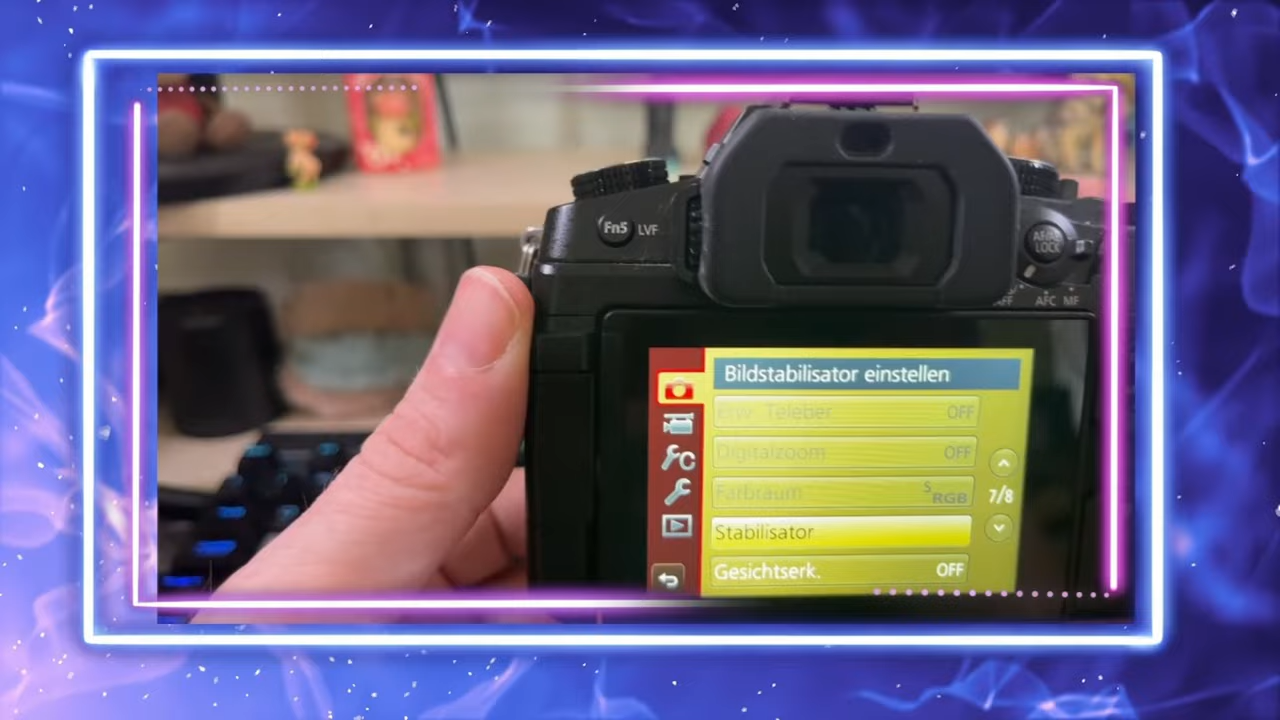 Fn5 LVF
AF/AE
LOCK
AFC MF
Bildstabilisator einstellen
Erw. Teleber OFF
Digitalzoom OFF
Farbraum sRGB
7/8
Stabilisator
Gesichtserk. OFF